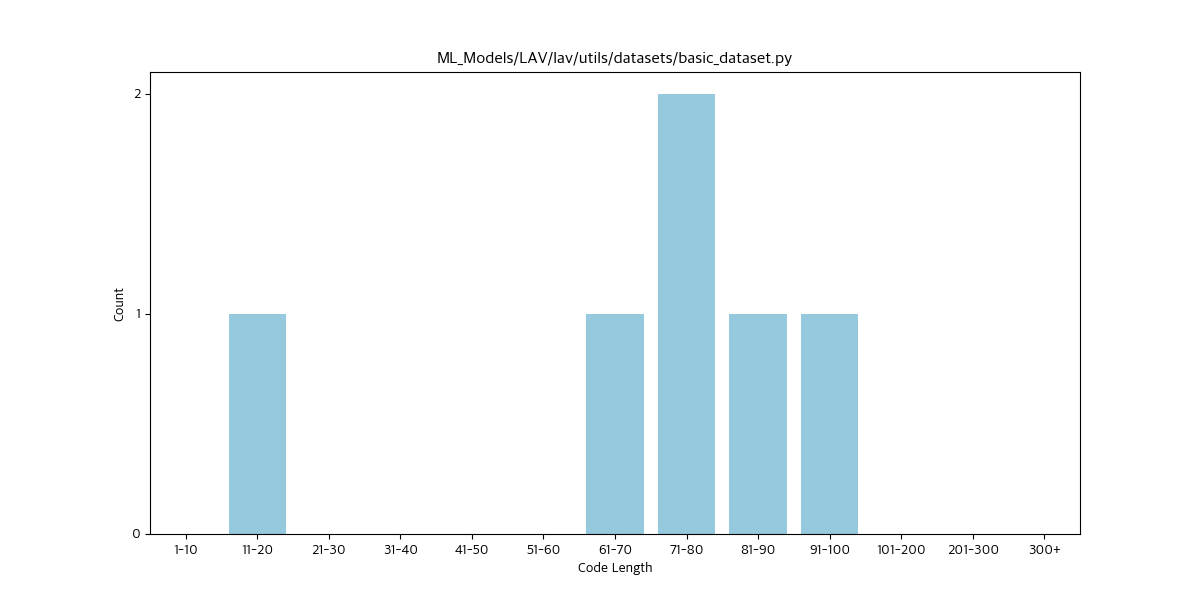 ML_Models/LAV/lav/utils/datasets/basic_dataset.py
2
1
0
Count
1-10 11-20 21-30 31-40 41-50 51-60 61-70 71-80 81-90 91-100 101-200 201-300 300+
Code Length